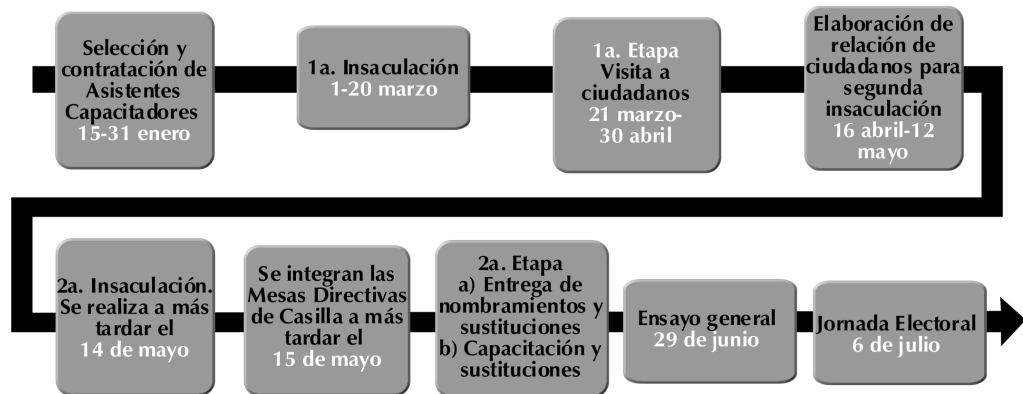 Selección y
contratación de
Asistentes
Capacitadores
15-31 enero
1a. Insaculación
1-20 marzo
1a. Etapa
Visita a
ciudadanos
21 marzo-
30 abril
Elaboración de
relación de
ciudadanos para
segunda
insaculación
16 abril-12
mayo
2a. Insaculación.
Se realiza a más
tardar el
14 de mayo
Se integran las
Mesas Directivas
de Casilla a más
tardar el
15 de mayo
2a. Etapa
a) Entrega de
nombramientos y
sustituciones
b) Capacitación y
sustituciones
Ensayo general
29 de junio
Jornada Electoral
6 de julio